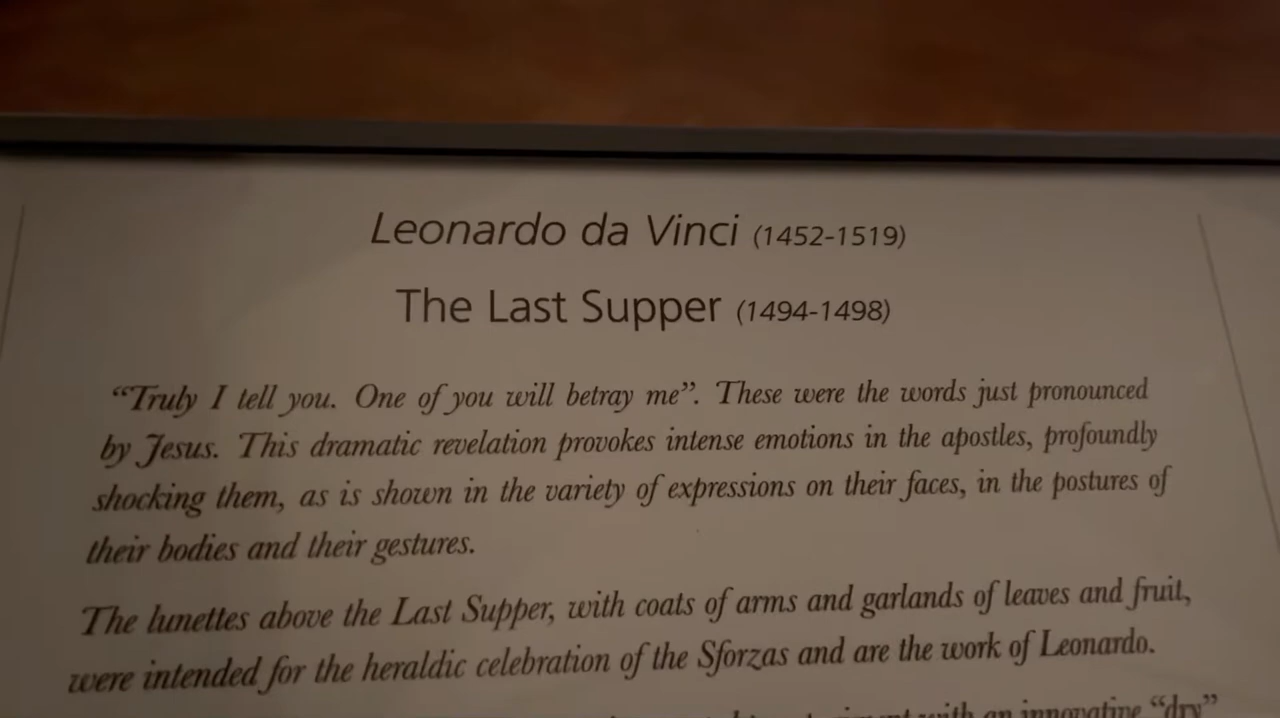 Leonardo da Vinci (1452-1519)
The Last Supper (1494-1498)
“Truly I tell you. One of you will betray me”. These were the words just pronounced
by Jesus. This dramatic revelation provokes intense emotions in the apostles, profoundly
shocking them, as is shown in the variety of expressions on their faces, in the postures of
their bodies and their gestures.
The lunettes above the Last Supper, with coats of arms and garlands of leaves and fruit,
were intended for the heraldic celebration of the Sforzas and are the work of Leonardo.
with an innovative “dry”